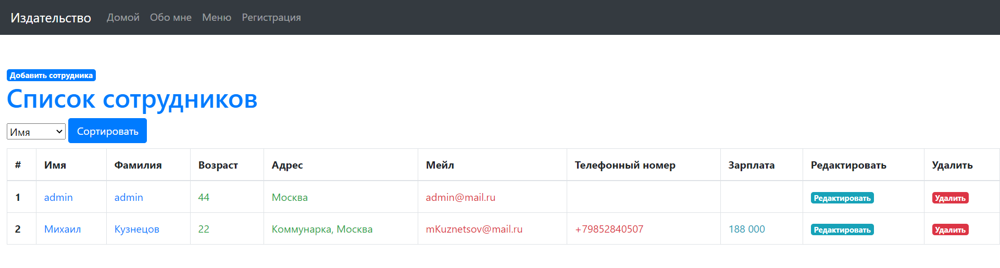 Издательство Домой Обо мне Меню Регистрация
Добавить сотрудника
Список сотрудников
Имя Сортировать
# Имя Фамилия Возраст Адрес Мейл Телефонный номер Зарплата Редактировать Удалить
1 admin admin 44 Москва admin@mail.ru Редактировать Удалить
2 Михаил Кузнецов 22 Коммунарка, Москва mKuznetsov@mail.ru +79852840507 188 000 Редактировать Удалить